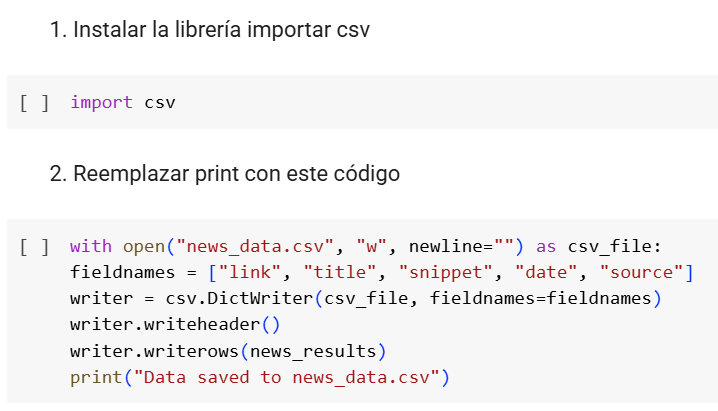 1. Instalar la librería importar csv
[ ] import csv
2. Reemplazar print con este código
[ ] with open("news_data.csv", "w", newline="") as csv_file:
fieldnames = ["link", "title", "snippet", "date", "source"]
writer = csv.DictWriter(csv_file, fieldnames=fieldnames)
writer.writeheader()
writer.writerows(news_results)
print("Data saved to news_data.csv")